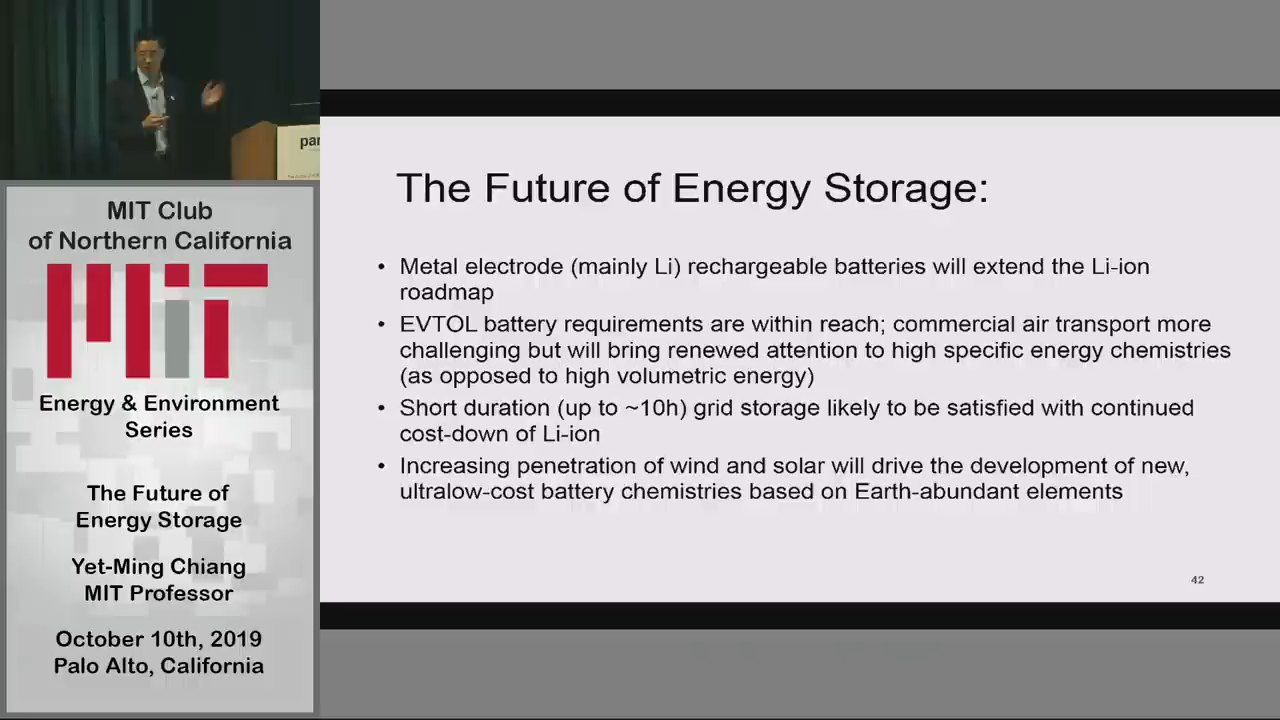 par
MIT Club
of Northern California
MiT
Energy & Environment
Series
The Future of
Energy Storage
Yet-Ming Chiang
MIT Professor
October 10th, 2019
Palo Alto, California
The Future of Energy Storage:
• Metal electrode (mainly Li) rechargeable batteries will extend the Li-ion
roadmap
• EVTOL battery requirements are within reach; commercial air transport more
challenging but will bring renewed attention to high specific energy chemistries
(as opposed to high volumetric energy)
• Short duration (up to ~10h) grid storage likely to be satisfied with continued
cost-down of Li-ion
• Increasing penetration of wind and solar will drive the development of new,
ultralow-cost battery chemistries based on Earth-abundant elements
42